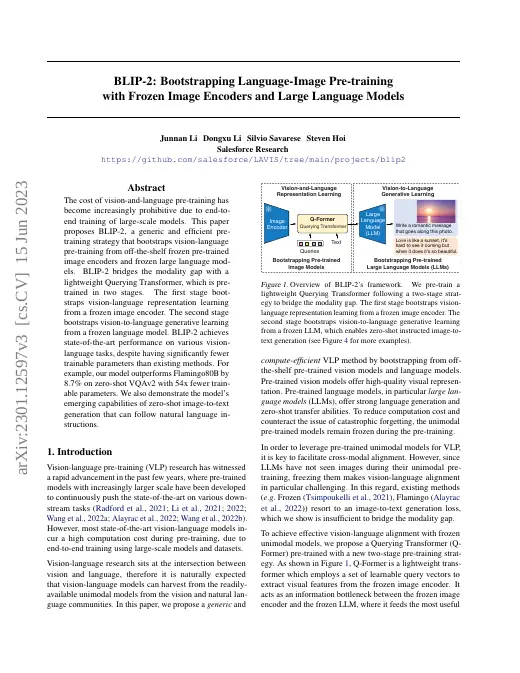 BLIP-2: Bootstrapping Language-Image Pre-training
with Frozen Image Encoders and Large Language Models
Junnan Li Dongxu Li Silvio Savarese Steven Hoi
Salesforce Research
https://github.com/salesforce/LAVIS/tree/main/projects/blip2
arXiv:2301.12597v3 [cs.CV] 15 Jun 2023
Abstract
The cost of vision-and-language pre-training has
become increasingly prohibitive due to end-to-
end training of large-scale models. This paper
proposes BLIP-2, a generic and efficient pre-
training strategy that bootstraps vision-language
pre-training from off-the-shelf frozen pre-trained
image encoders and frozen large language mod-
els. BLIP-2 bridges the modality gap with a
lightweight Querying Transformer, which is pre-
trained in two stages. The first stage boot-
straps vision-language representation learning
from a frozen image encoder. The second stage
bootstraps vision-to-language generative learning
from a frozen language model. BLIP-2 achieves
state-of-the-art performance on various vision-
language tasks, despite having significantly fewer
trainable parameters than existing methods. For
example, our model outperforms Flamingo80B by
8.7% on zero-shot VQAv2 with 54x fewer train-
able parameters. We also demonstrate the model's
emerging capabilities of zero-shot image-to-text
generation that can follow natural language in-
structions.
1. Introduction
Vision-language pre-training (VLP) research has witnessed
a rapid advancement in the past few years, where pre-trained
models with increasingly larger scale have been developed
to continuously push the state-of-the-art on various down-
stream tasks (Radford et al., 2021; Li et al., 2021; 2022;
Wang et al., 2022a; Alayrac et al., 2022; Wang et al., 2022b).
However, most state-of-the-art vision-language models in-
cur a high computation cost during pre-training, due to
end-to-end training using large-scale models and datasets.
Vision-language research sits at the intersection between
vision and language, therefore it is naturally expected
that vision-language models can harvest from the readily-
available unimodal models from the vision and natural lan-
guage communities. In this paper, we propose a generic and
Vision-and-Language
Representation Learning
Vision-to-Language
Generative Learning
Image
Encoder
Q-Former
Querying Transformer
Queries
Text
Large
Language
Model
(LLM)
Write a romantic message
that goes along this photo.
Love is like a sunset, it's
hard to see it coming but
when it does it's so beautiful.
Bootstrapping Pre-trained
Image Models
Bootstrapping Pre-trained
Large Language Models (LLMs)
Figure 1. Overview of BLIP-2's framework. We pre-train a
lightweight Querying Transformer following a two-stage strat-
egy to bridge the modality gap. The first stage bootstraps vision-
language representation learning from a frozen image encoder. The
second stage bootstraps vision-to-language generative learning
from a frozen LLM, which enables zero-shot instructed image-to-
text generation (see Figure 4 for more examples).
compute-efficient VLP method by bootstrapping from off-
the-shelf pre-trained vision models and language models.
Pre-trained vision models offer high-quality visual represen-
tation. Pre-trained language models, in particular large lan-
guage models (LLMs), offer strong language generation and
zero-shot transfer abilities. To reduce computation cost and
counteract the issue of catastrophic forgetting, the unimodal
pre-trained models remain frozen during the pre-training.
In order to leverage pre-trained unimodal models for VLP,
it is key to facilitate cross-modal alignment. However, since
LLMs have not seen images during their unimodal pre-
training, freezing them makes vision-language alignment
in particular challenging. In this regard, existing methods
(e.g. Frozen (Tsimpoukelli et al., 2021), Flamingo (Alayrac
et al., 2022)) resort to an image-to-text generation loss,
which we show is insufficient to bridge the modality gap.
To achieve effective vision-language alignment with frozen
unimodal models, we propose a Querying Transformer (Q-
Former) pre-trained with a new two-stage pre-training strat-
egy. As shown in Figure 1, Q-Former is a lightweight trans-
former which employs a set of learnable query vectors to
extract visual features from the frozen image encoder. It
acts as an information bottleneck between the frozen image
encoder and the frozen LLM, where it feeds the most useful